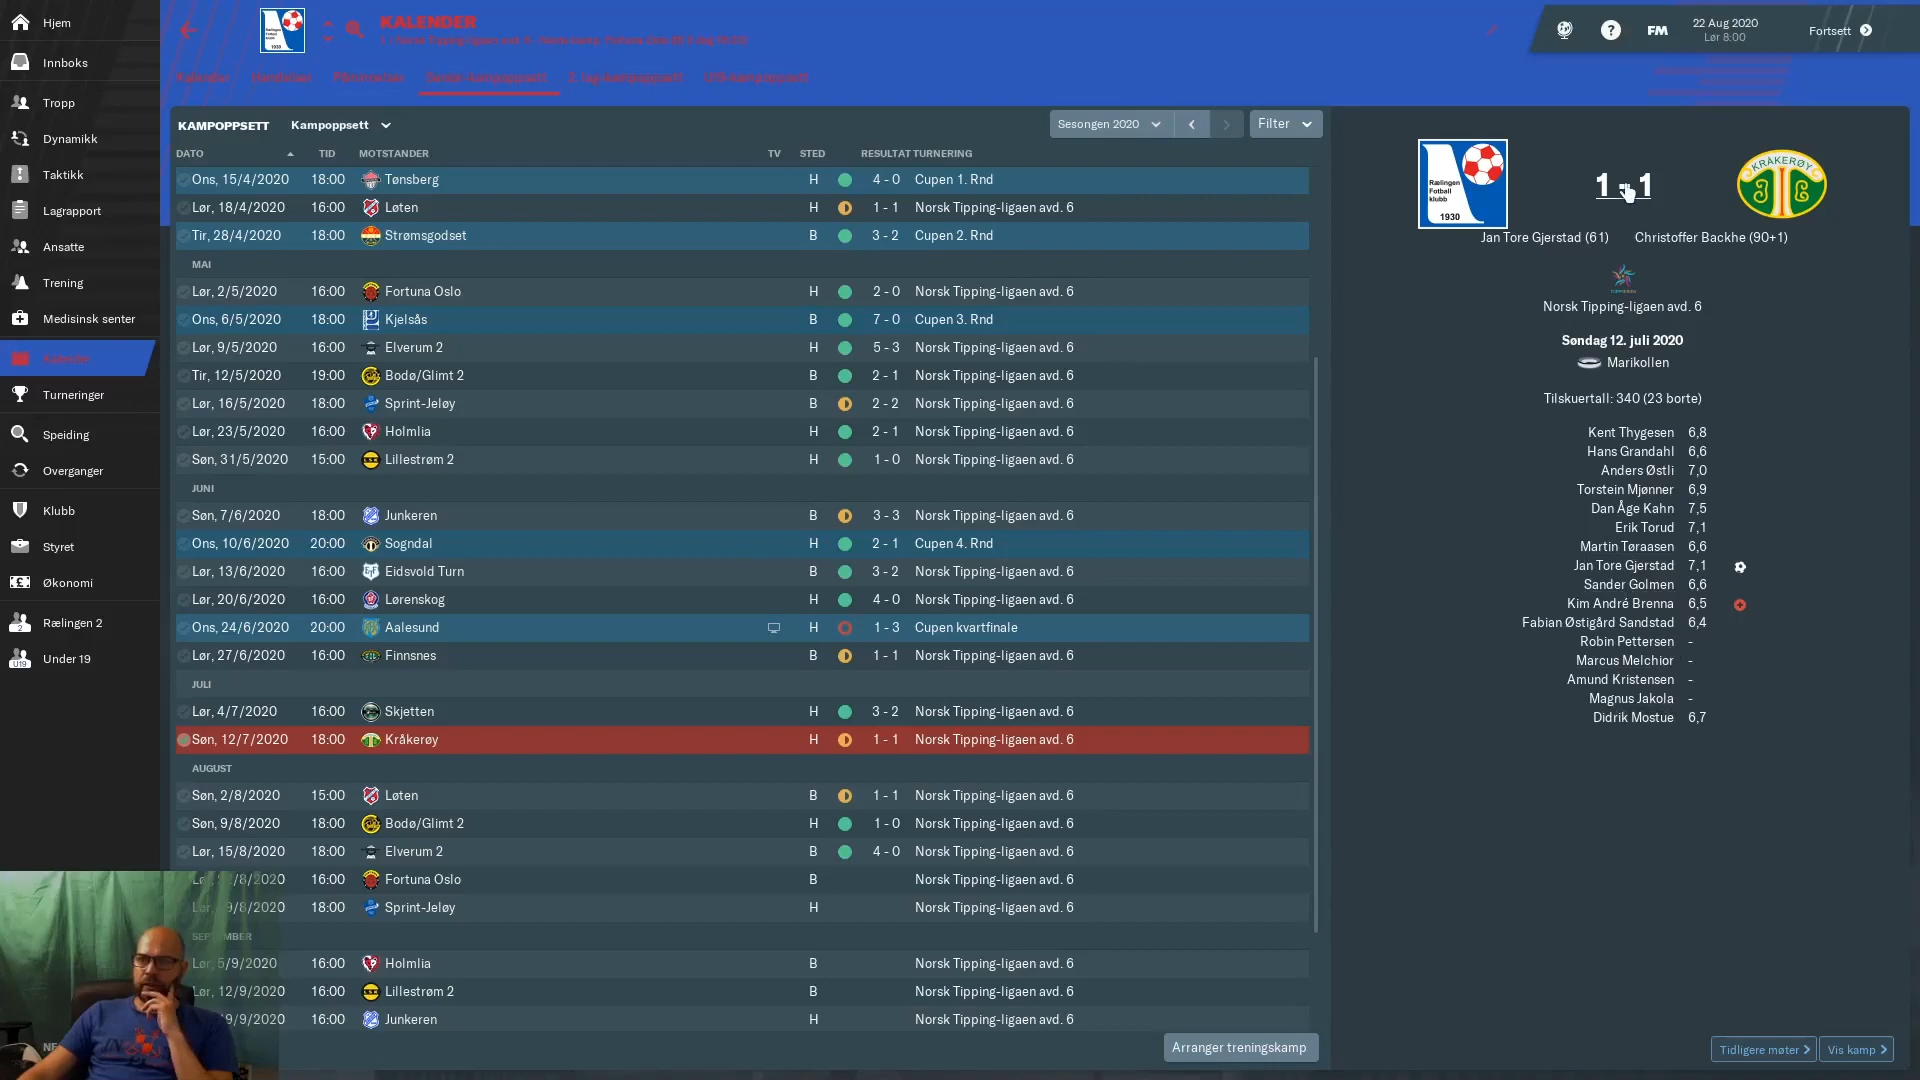 Hjem
Innboks
Tropp
Dynamikk
Taktikk
Lagrapport
Ansatte
Trening
Medisinsk senter
Kalender
Turneringer
Speiding
Overganger
Klubb
Styret
Økonomi
Rælingen 2
Under 19
KALENDER
22 Aug 2020
Lør 8:00
FM
Fortsett
Kalender
KAMPOPPSETT Kampoppsett
Sesongen 2020
Filter
DATO TID MOTSTANDER TV STED RESULTAT TURNERING
Ons, 15/4/2020 18:00 Tønsberg H 4 - 0 Cupen 1. Rnd
Lør, 18/4/2020 16:00 Løten H 1 - 1 Norsk Tipping-ligaen avd. 6
Tir, 28/4/2020 18:00 Strømsgodset B 3 - 2 Cupen 2. Rnd
MAI
Lør, 2/5/2020 16:00 Fortuna Oslo H 2 - 0 Norsk Tipping-ligaen avd. 6
Ons, 6/5/2020 18:00 Kjelsås B 7 - 0 Cupen 3. Rnd
Lør, 9/5/2020 16:00 Elverum 2 H 5 - 3 Norsk Tipping-ligaen avd. 6
Tir, 12/5/2020 19:00 Bodø/Glimt 2 B 2 - 1 Norsk Tipping-ligaen avd. 6
Lør, 16/5/2020 18:00 Sprint-Jeløy B 2 - 2 Norsk Tipping-ligaen avd. 6
Lør, 23/5/2020 16:00 Holmlia H 2 - 1 Norsk Tipping-ligaen avd. 6
Søn, 31/5/2020 15:00 Lillestrøm 2 H 1 - 0 Norsk Tipping-ligaen avd. 6
JUNI
Søn, 7/6/2020 18:00 Junkeren B 3 - 3 Norsk Tipping-ligaen avd. 6
Ons, 10/6/2020 20:00 Sogndal H 2 - 1 Cupen 4. Rnd
Lør, 13/6/2020 16:00 Eidsvold Turn B 3 - 2 Norsk Tipping-ligaen avd. 6
Lør, 20/6/2020 16:00 Lørenskog H 4 - 0 Norsk Tipping-ligaen avd. 6
Ons, 24/6/2020 20:00 Aalesund H 1 - 3 Cupen kvartfinale
Lør, 27/6/2020 16:00 Finnsnes B 1 - 1 Norsk Tipping-ligaen avd. 6
JULI
Lør, 4/7/2020 16:00 Skjetten H 3 - 2 Norsk Tipping-ligaen avd. 6
Søn, 12/7/2020 18:00 Kråkerøy H 1 - 1 Norsk Tipping-ligaen avd. 6
AUGUST
Søn, 2/8/2020 15:00 Løten B 1 - 1 Norsk Tipping-ligaen avd. 6
Søn, 9/8/2020 18:00 Bodø/Glimt 2 H 1 - 0 Norsk Tipping-ligaen avd. 6
Lør, 15/8/2020 18:00 Elverum 2 B 4 - 0 Norsk Tipping-ligaen avd. 6
/8/2020 16:00 Fortuna Oslo B Norsk Tipping-ligaen avd. 6
9/8/2020 18:00 Sprint-Jeløy H Norsk Tipping-ligaen avd. 6
SEPTEMBER
Lør, 5/9/2020 16:00 Holmlia B Norsk Tipping-ligaen avd. 6
Lør, 12/9/2020 16:00 Lillestrøm 2 B Norsk Tipping-ligaen avd. 6
9/9/2020 16:00 Junkeren H Norsk Tipping-ligaen avd. 6
Arranger treningskamp
Rælingen
Fotball
klubb
1930
1 - 1
KRÅKERØY
Jan Tore Gjerstad (61) Christoffer Backhe (90+1)
Norsk Tipping-ligaen avd. 6
Søndag 12. juli 2020
Marikollen
Tilskuertall: 340 (23 borte)
Kent Thygesen 6,8
Hans Grandahl 6,6
Anders Østli 7,0
Torstein Mjønner 6,9
Dan Åge Kahn 7,5
Erik Torud 7,1
Martin Tøraasen 6,6
Jan Tore Gjerstad 7,1
Sander Golmen 6,6
Kim André Brenna 6,5
Fabian Østigård Sandstad 6,4
Robin Pettersen -
Marcus Melchior -
Amund Kristensen -
Magnus Jakola -
Didrik Mostue 6,7
Tidligere møter
Vis kamp